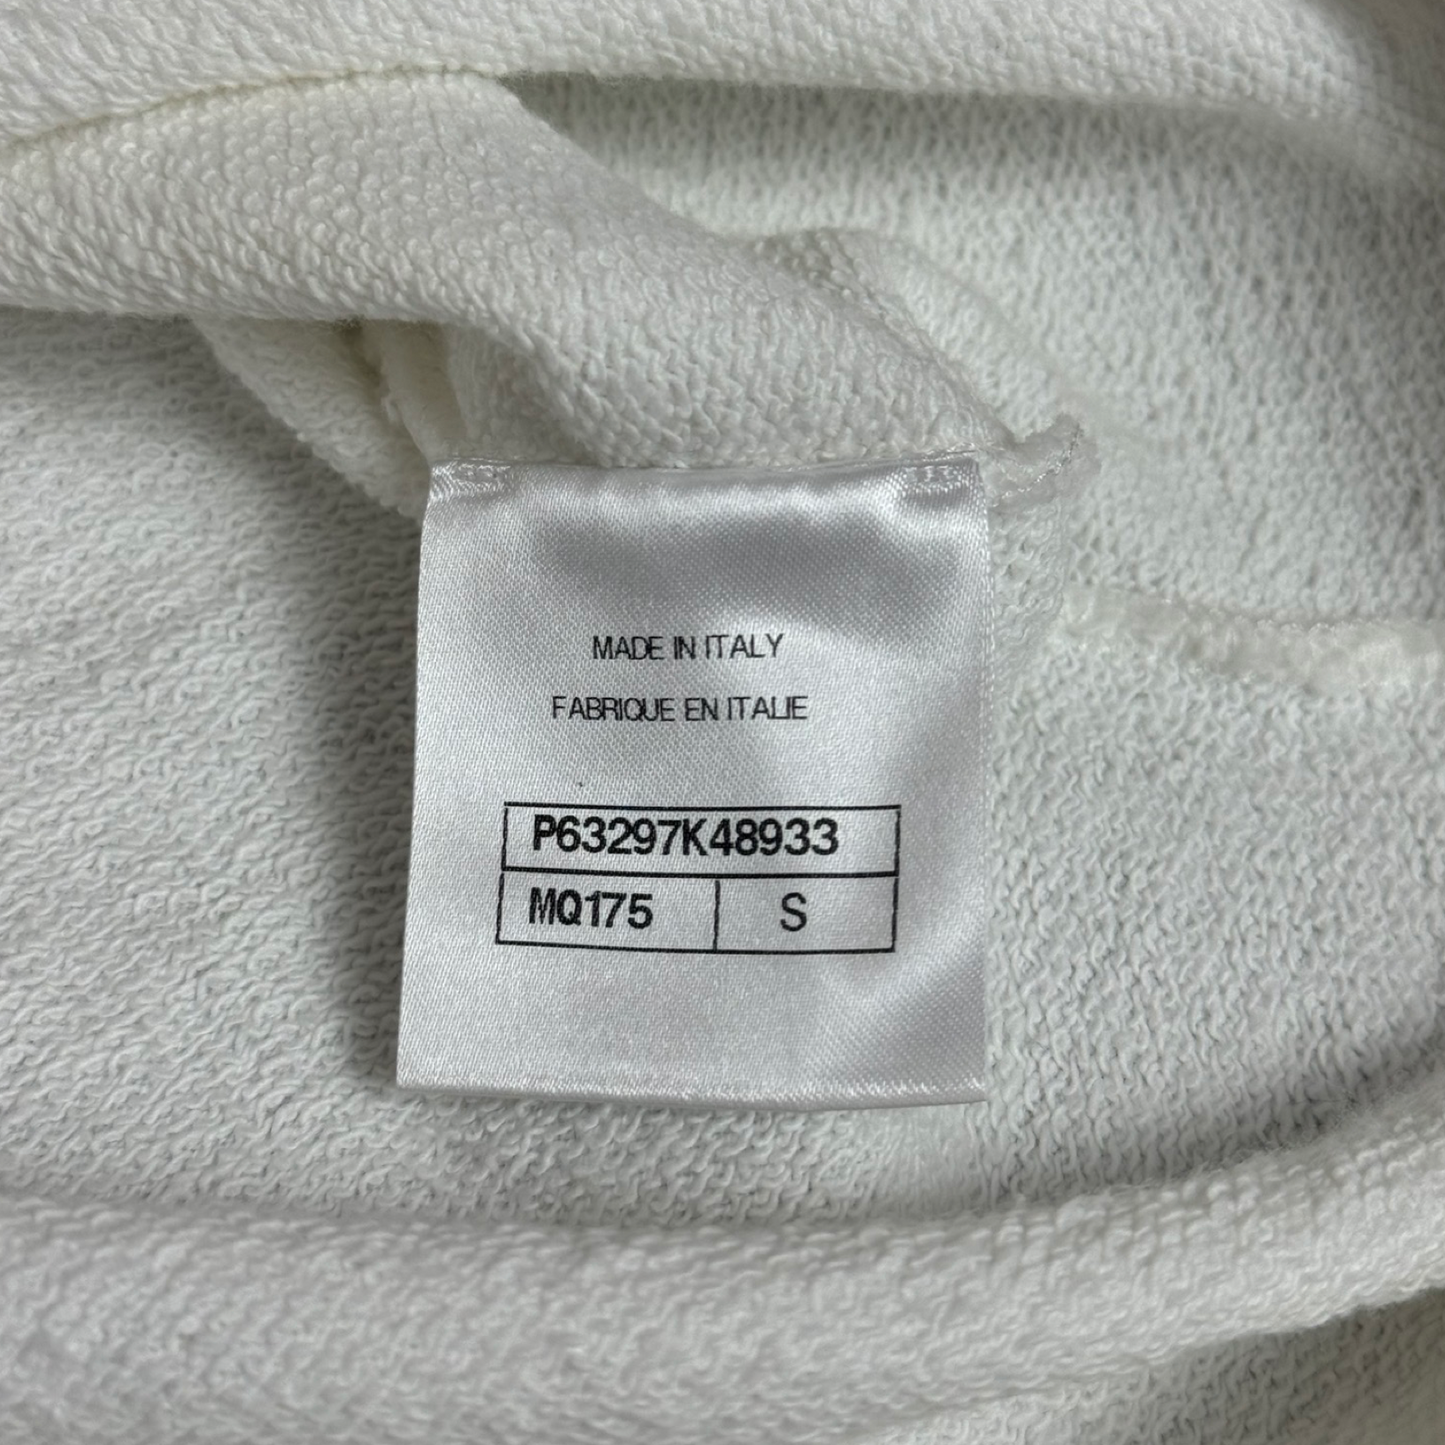 MADE IN ITALY
FABRIQUE EN ITALIE
P63297K48933
MQ175 S